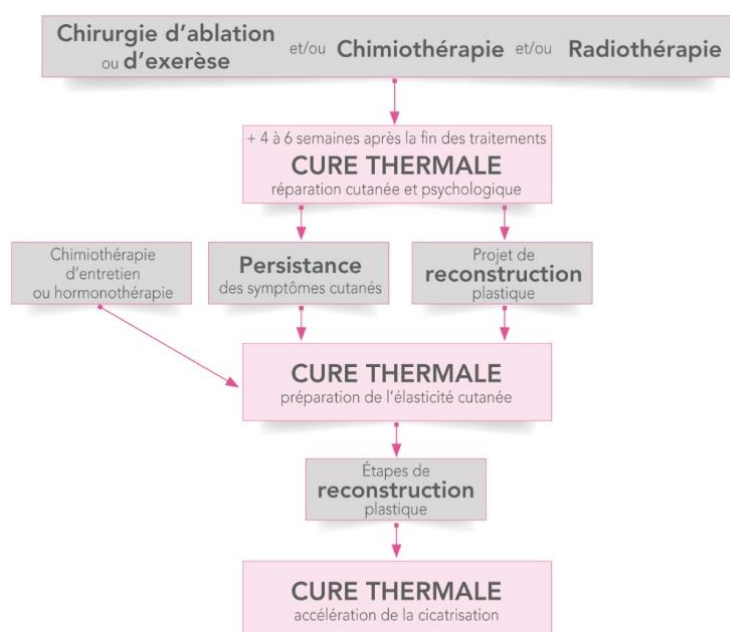 Chirurgie d'ablation
ou d'exerèse
et/ou Chimiothérapie et/ou Radiothérapie
+ 4 à 6 semaines après la fin des traitements
CURE THERMALE
réparation cutanée et psychologique
Chimiothérapie
d'entretien
ou hormonothérapie
Persistance
des symptômes cutanés
Projet de
reconstruction
plastique
CURE THERMALE
préparation de l'élasticité cutanée
Étapes de
reconstruction
plastique
CURE THERMALE
accélération de la cicatrisation